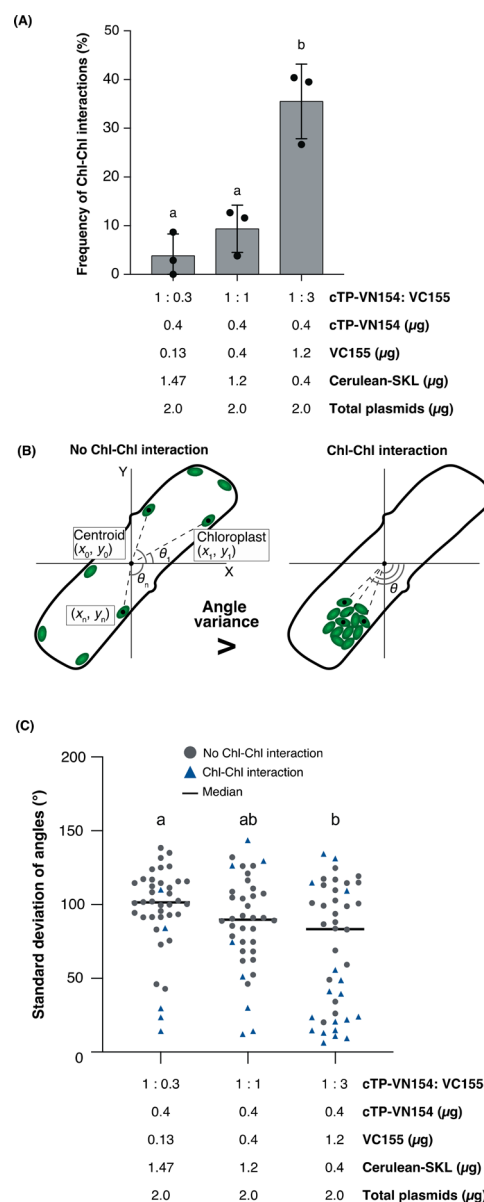 (A)
Frequency of Chl-Chl interactions (%)
50
40
30
20
10
0
a
a
b
1 : 0.3 1 : 1 1 : 3 cTP-VN154: VC155
0.4 0.4 0.4 cTP-VN154 (µg)
0.13 0.4 1.2 VC155 (µg)
1.47 1.2 0.4 Cerulean-SKL (µg)
2.0 2.0 2.0 Total plasmids (µg)
(B)
No Chl-Chl interaction Chl-Chl interaction
Y
Centroid
(x₀, y₀)
Chloroplast
(x₁, y₁)
θ₁
X
θₙ
(xₙ, yₙ)
Angle
variance
>
θ
(C)
No Chl-Chl interaction
Chl-Chl interaction
Median
Standard deviation of angles (°)
200
150
100
50
0
a ab b
1 : 0.3 1 : 1 1 : 3 cTP-VN154: VC155
0.4 0.4 0.4 cTP-VN154 (µg)
0.13 0.4 1.2 VC155 (µg)
1.47 1.2 0.4 Cerulean-SKL (µg)
2.0 2.0 2.0 Total plasmids (µg)